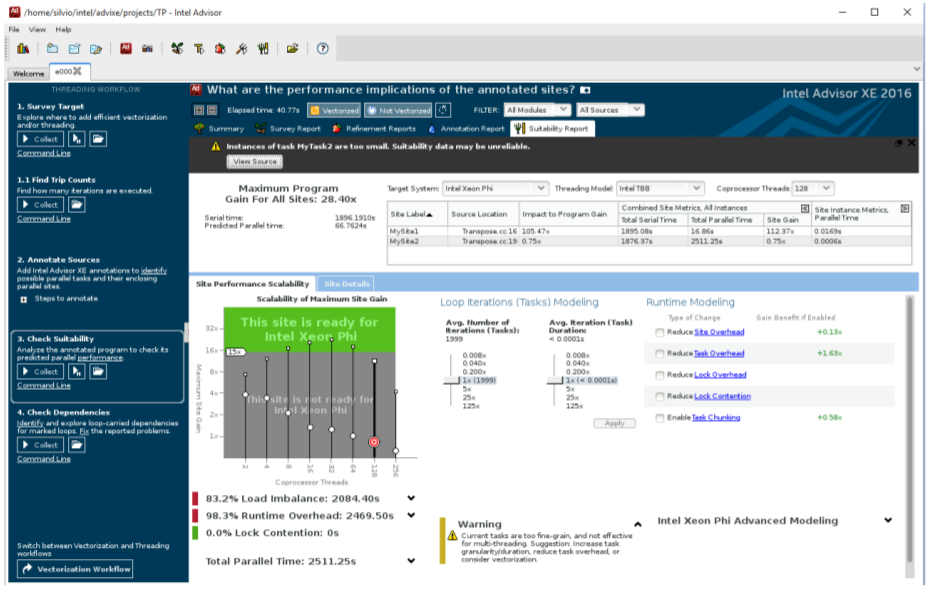 /home/silvio/intel/advixe/projects/TP - Intel Advisor
File View Help
Welcome e000
THREADING WORKFLOW
1. Survey Target
Explore where to add efficient vectorization
and/or threading.
Collect
Command Line
1.1 Find Trip Counts
Find how many iterations are executed.
Collect
Command Line
2. Annotate Sources
Add Intel Advisor XE annotations to identify
possible parallel tasks and their enclosing
parallel sites.
Steps to annotate
3. Check Suitability
Analyze the annotated program to check its
predicted parallel performance.
Collect
Command Line
4. Check Dependencies
Identify and explore loop-carried dependencies
for marked loops. Fix the reported problems.
Collect
Command Line
Switch between Vectorization and Threading
workflows
Vectorization Workflow
What are the performance implications of the annotated sites?
Intel Advisor XE 2016
Elapsed time: 40.77s Vectorized Not Vectorized FILTER: All Modules All Sources
Summary Survey Report Refinement Reports Annotation Report Suitability Report
Instances of task MyTask2 are too small. Suitability data may be unreliable.
View Source
Maximum Program
Gain For All Sites: 28.40x
Serial time: 1896.1910s
Predicted Parallel time: 66.7624s
Target System: Intel Xeon Phi Threading Model: Intel TBB Coprocessor Threads: 128
Site Label Source Location Impact to Program Gain Combined Site Metrics, All Instances Site Instance Metrics,
Total Serial Time Total Parallel Time Site Gain Parallel Time
MySite1 Transpose.cc:16 105.47x 1895.08s 16.86s 112.37x 0.0169s
MySite2 Transpose.cc:19 0.75x 1876.37s 2511.25s 0.75x 0.0006s
Site Performance Scalability Site Details
Scalability of Maximum Site Gain
This site is ready for
Intel Xeon Phi
This site is not ready for
Intel Xeon Phi
Maximum Site Gain
32x
16x
15x
8x
4x
2x
1x
2 4 8 16 32 64 128 256
Coprocessor Threads
83.2% Load Imbalance: 2084.40s
98.3% Runtime Overhead: 2469.50s
0.0% Lock Contention: 0s
Total Parallel Time: 2511.25s
Loop Iterations (Tasks) Modeling
Avg. Number of
Iterations (Tasks):
1999
0.008x
0.040x
0.200x
1x (1999)
5x
25x
125x
Avg. Iteration (Task)
Duration:
< 0.0001s
0.008x
0.040x
0.200x
1x (< 0.0001s)
5x
25x
125x
Apply
Warning
Current tasks are too fine-grain, and not effective
for multi-threading. Suggestion: Increase task
granularity/duration, reduce task overhead, or
consider vectorization.
Runtime Modeling
Type of Change Gain Benefit if Enabled
Reduce Site Overhead +0.13x
Reduce Task Overhead +1.63x
Reduce Lock Overhead
Reduce Lock Contention
Enable Task Chunking +0.58x
Intel Xeon Phi Advanced Modeling